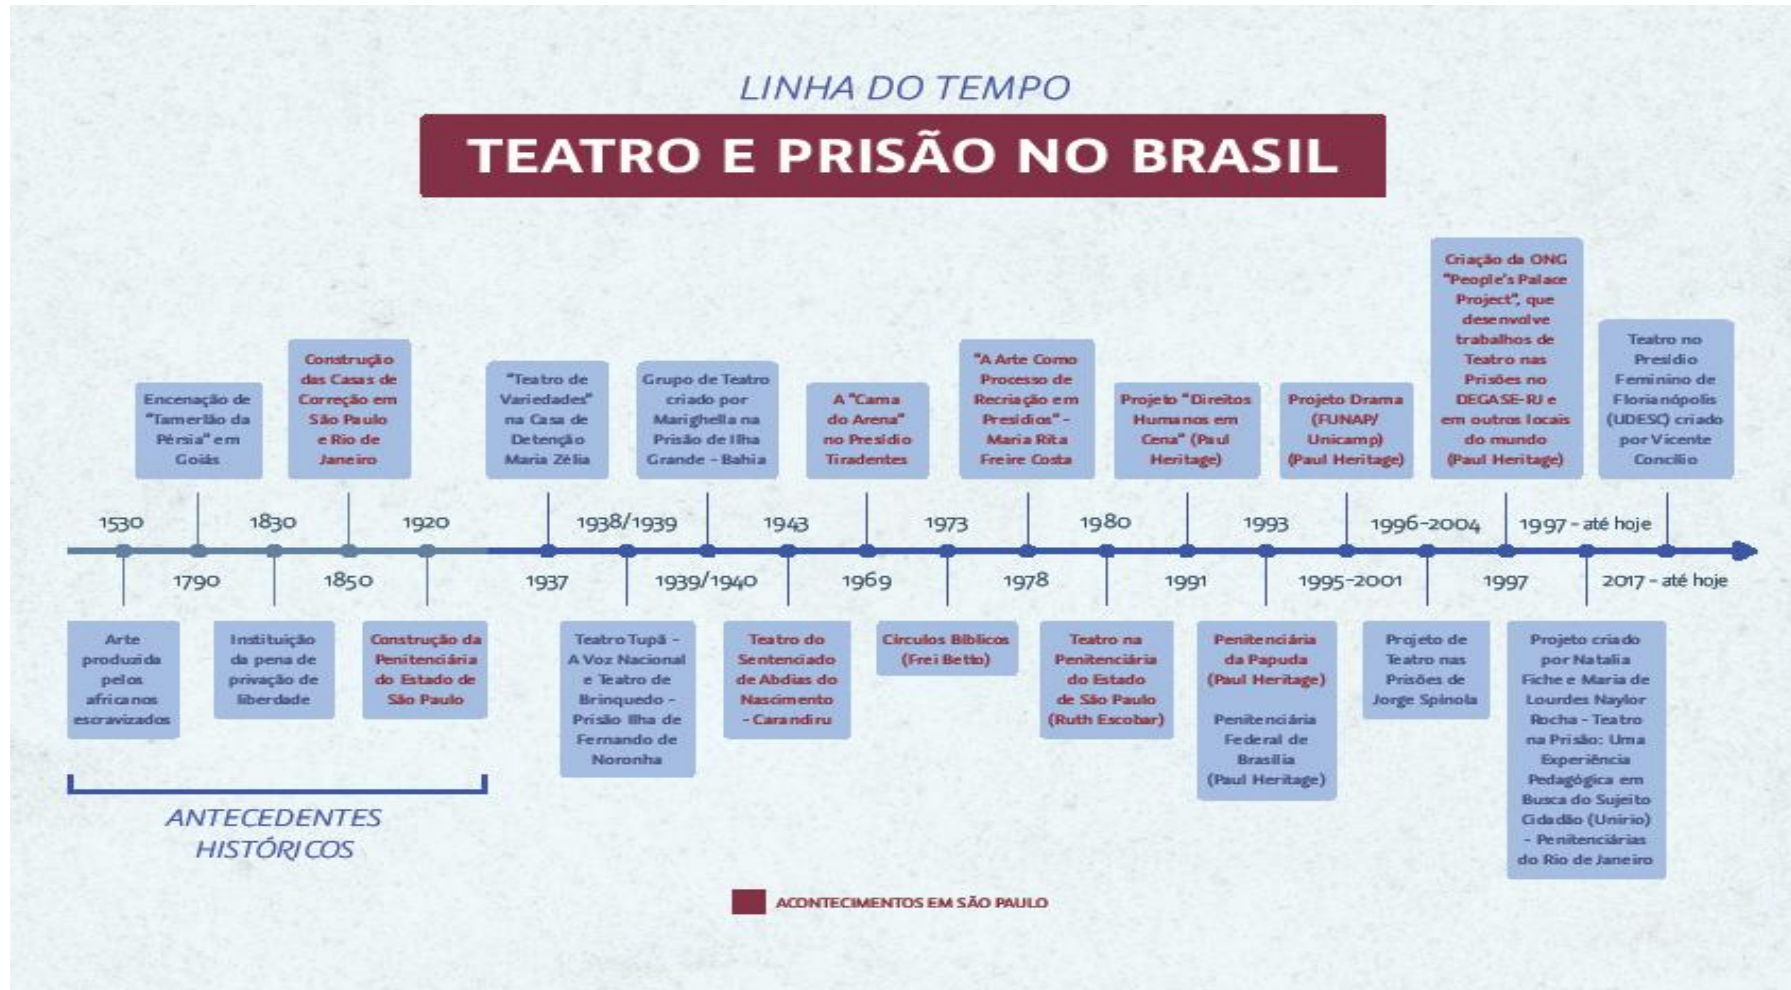 LINHA DO TEMPO
TEATRO E PRISÃO NO BRASIL
Encenação de
"Tamerlão da
Pérsia" em
Goiás
Construção
das Casas de
Correção em
São Paulo
e Rio de
Janeiro
"Teatro de
Variedades"
na Casa de
Detenção
Maria Zélia
Grupo de Teatro
criado por
Marighella na
Prisão de Ilha
Grande - Bahia
A "Cama
do Arena"
no Presídio
Tiradentes
"A Arte Como
Processo de
Recriação em
Presídios" -
Maria Rita
Freire Costa
Projeto "Direitos
Humanos em
Cena" (Paul
Heritage)
Projeto Drama
(FUNAP/
Unicamp)
(Paul Heritage)
Criação da ONG
"People's Palace
Project", que
desenvolve
trabalhos de
Teatro nas
Prisões no
DEGASE-RJ e
em outros locais
do mundo
(Paul Heritage)
Teatro no
Presídio
Feminino de
Florianópolis
(UDESC) criado
por Vicente
Concílio
1530
1830
1920
1938/1939
1943
1973
1980
1993
1996-2004
1997 - até hoje
1790
1850
1937
1939/1940
1969
1978
1991
1995-2001
1997
2017 - até hoje
Arte
produzida
pelos
africanos
escravizados
Instituição
da pena de
privação de
liberdade
Construção da
Penitenciária
do Estado de
São Paulo
Teatro Tupã -
A Voz Nacional
e Teatro de
Brinquedo -
Prisão Ilha de
Fernando de
Noronha
Teatro do
Sentenciado
de Abdias do
Nascimento
- Carandiru
Círculos Bíblicos
(Frei Betto)
Teatro na
Penitenciária
do Estado
de São Paulo
(Ruth Escobar)
Penitenciária
da Papuda
(Paul Heritage)
Penitenciária
Federal de
Brasília
(Paul Heritage)
Projeto de
Teatro nas
Prisões de
Jorge Spínola
Projeto criado
por Natalia
Fiche e Maria de
Lourdes Naylor
Rocha - Teatro
na Prisão: Uma
Experiência
Pedagógica em
Busca do Sujeito
Cidadão (Unirio)
- Penitenciárias
do Rio de Janeiro
ANTECEDENTES
HISTÓRICOS
ACONTECIMENTOS EM SÃO PAULO